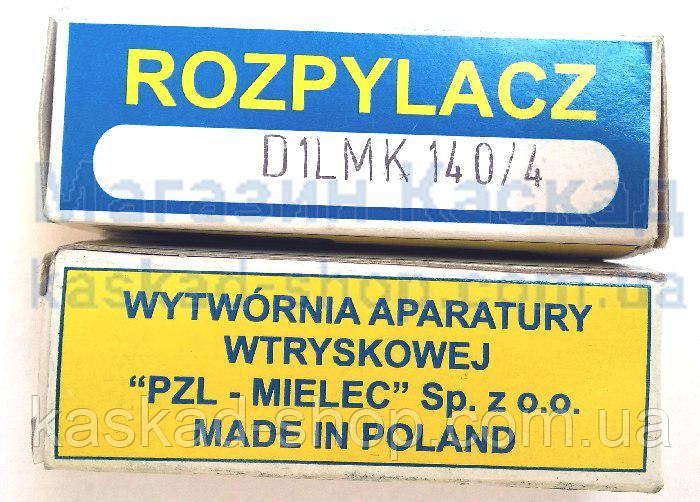 ROZPYLACZ
D1LMK 140/4
Магазин Каскад
kaskad-shop.com.ua
WYTWÓRNIA APARATURY
WTRYSKOWEJ
“PZL - MIELEC” Sp. z o.o.
kaskad-shop.com.ua
MADE IN POLAND